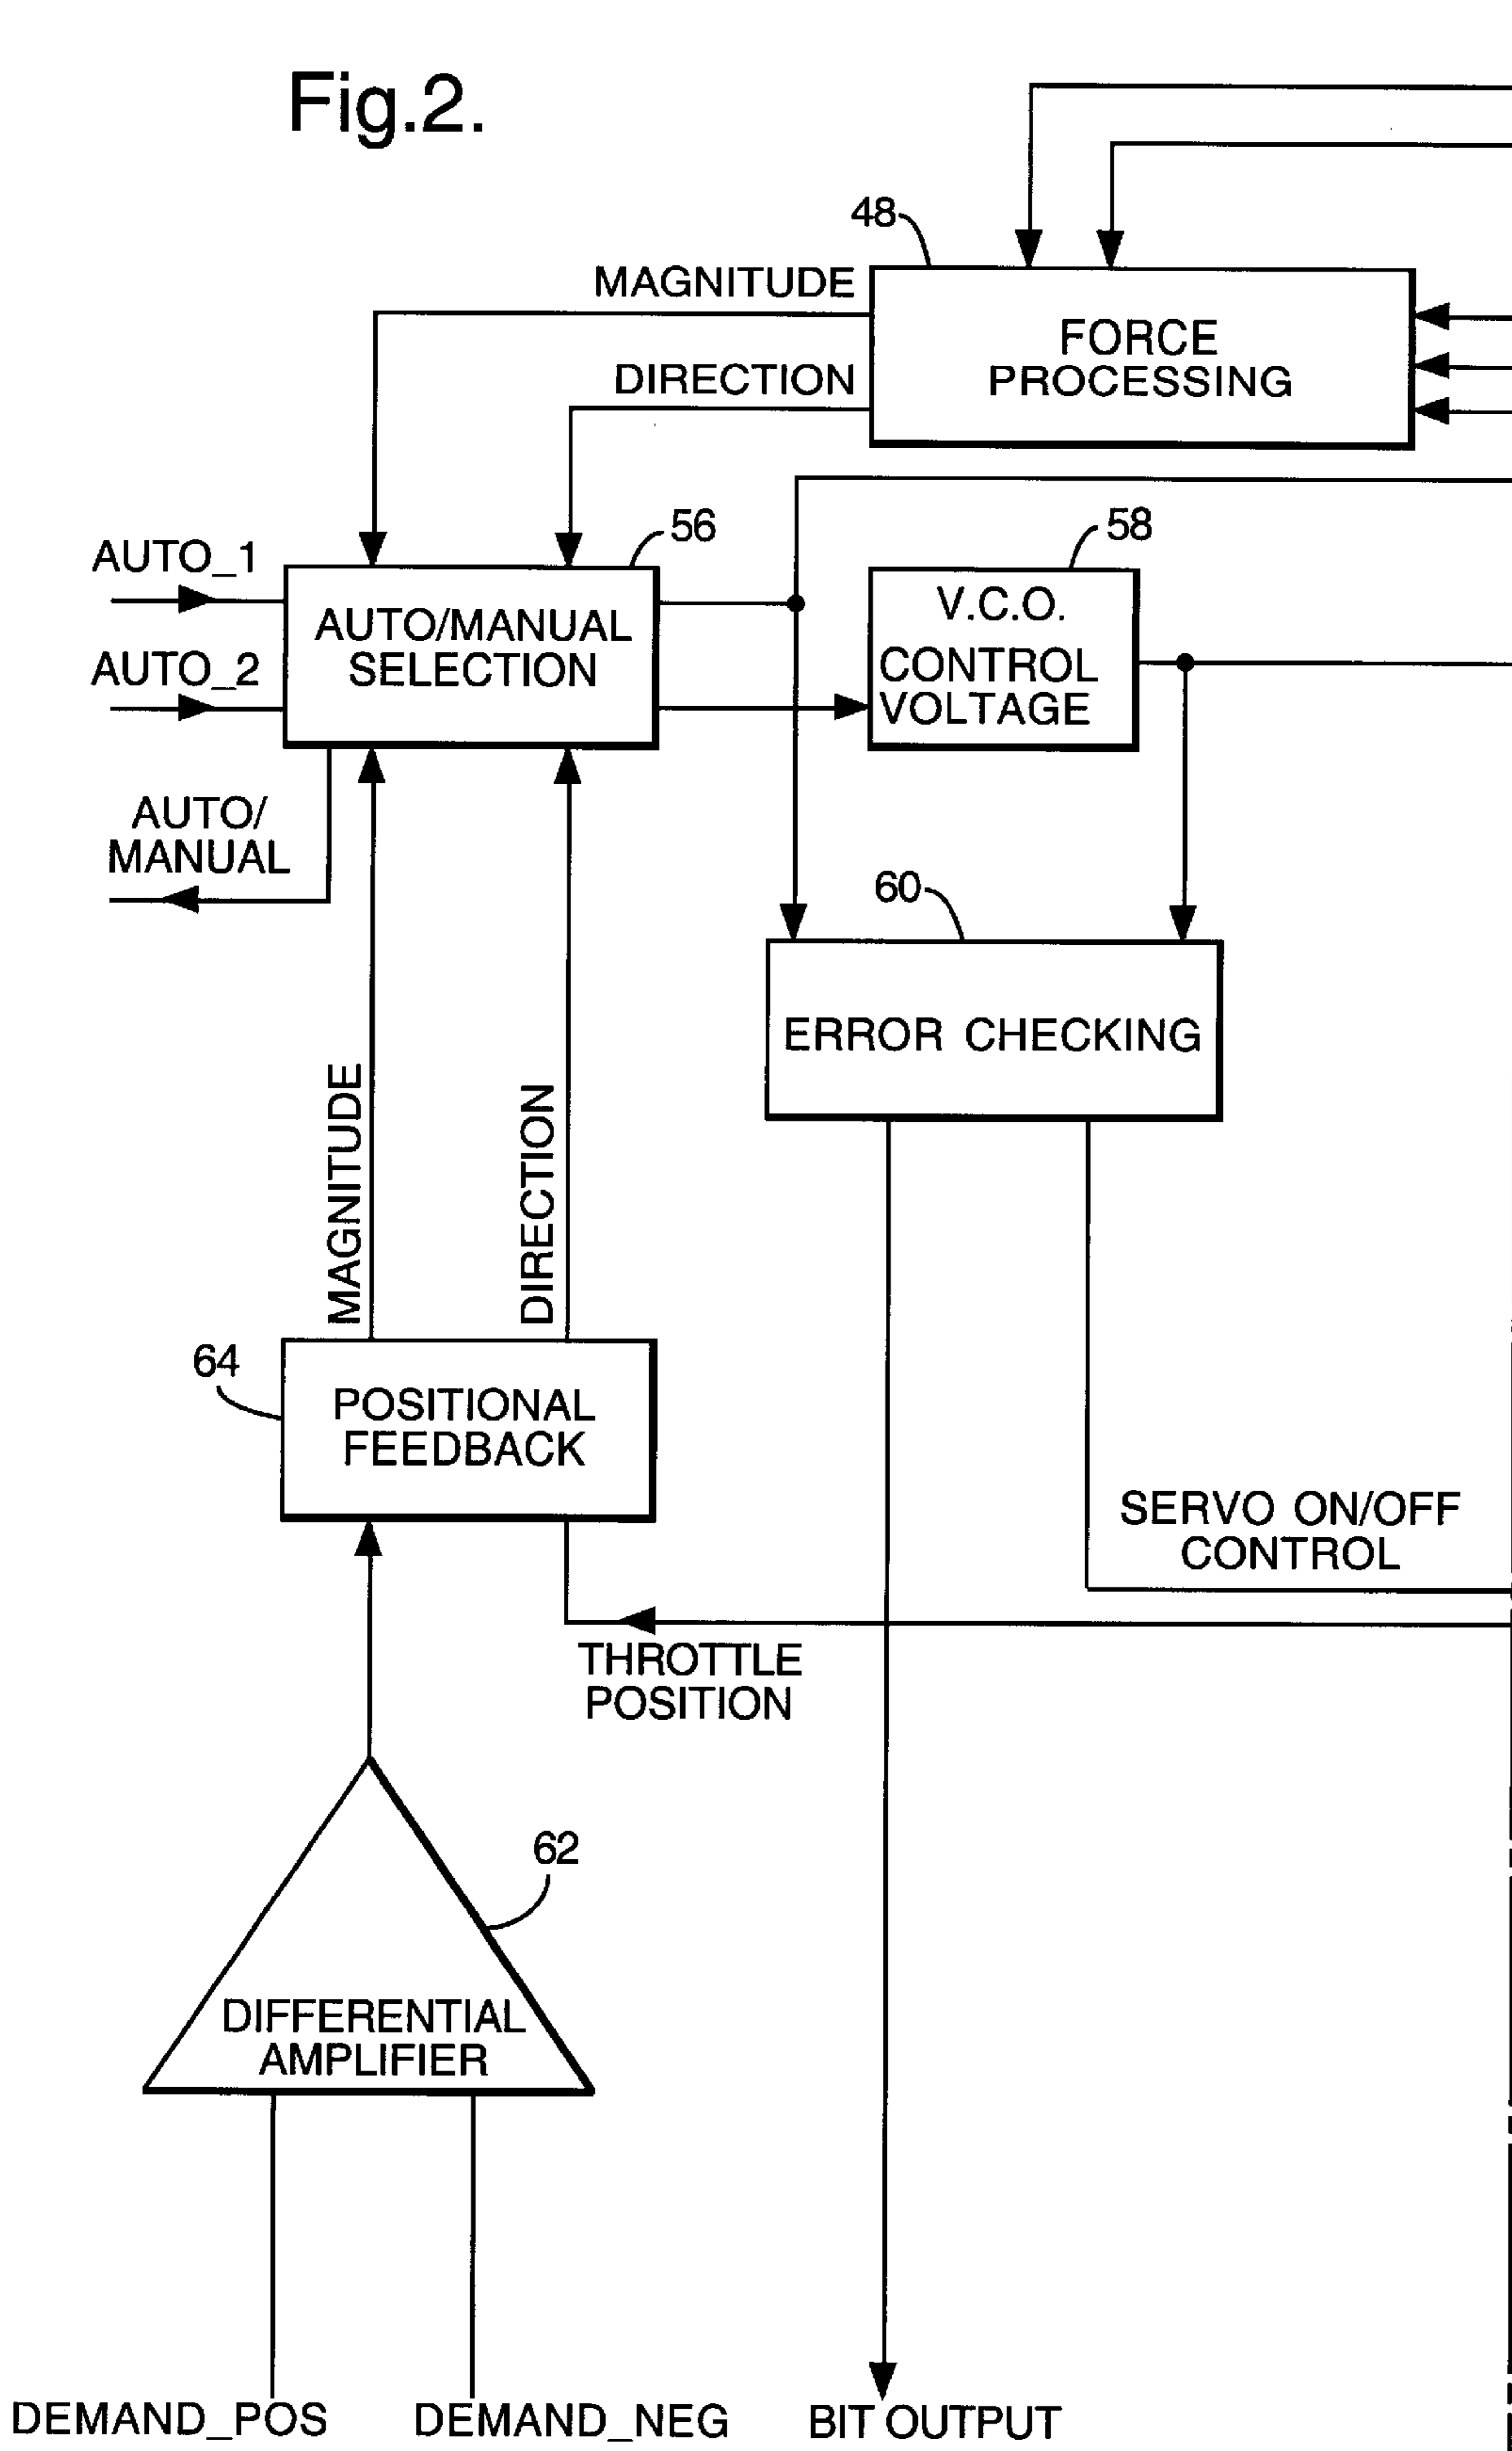 Fig.2.
48
MAGNITUDE
FORCE
PROCESSING
DIRECTION
56
58
AUTO_1
AUTO/MANUAL
SELECTION
AUTO_2
V.C.O.
CONTROL
VOLTAGE
AUTO/
MANUAL
60
ERROR CHECKING
MAGNITUDE
DIRECTION
64
POSITIONAL
FEEDBACK
SERVO ON/OFF
CONTROL
THROTTLE
POSITION
62
DIFFERENTIAL
AMPLIFIER
DEMAND_POS
DEMAND_NEG
BIT OUTPUT